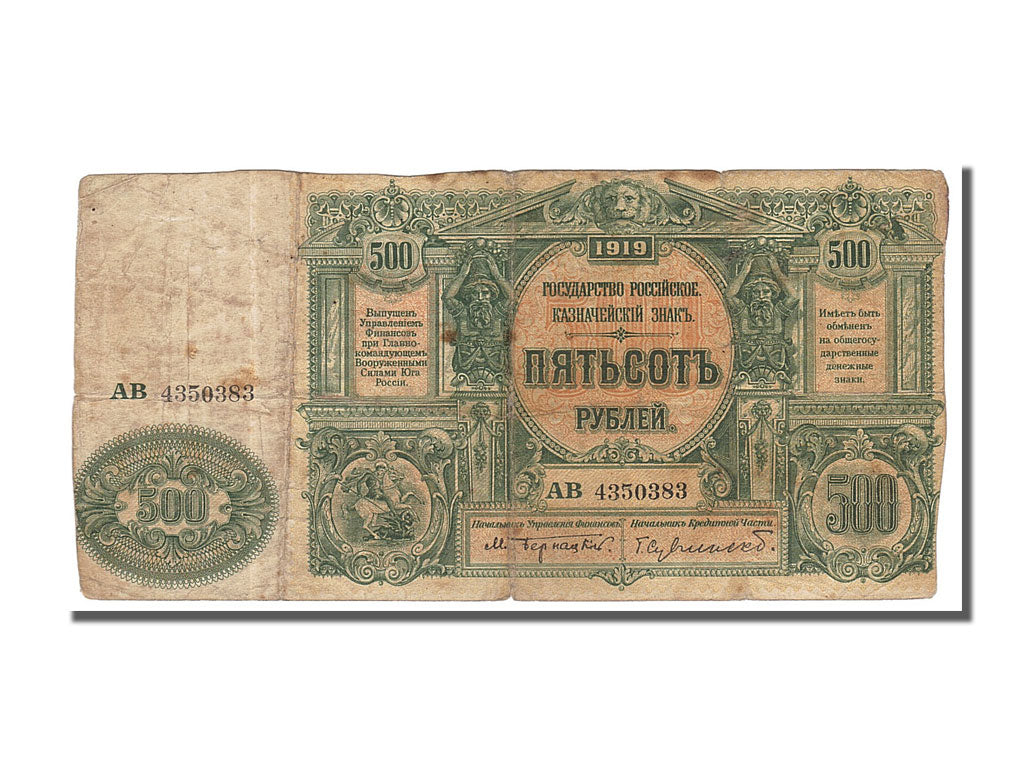 АВ 4350383
500
500
Выпущенъ
Управленіемъ
Финансовъ
при Главно-
командующемъ
Вооруженными
Силами Юга
Россіи.
1919
ГОСУДАРСТВО РОССІЙСКОЕ.
КАЗНАЧЕЙСКІЙ ЗНАКЪ.
ПЯТЬСОТЪ
РУБЛЕЙ.
АВ 4350383
Начальникъ Управленія Финансовъ
М. Бернацкій.
Начальникъ Кредитной Части.
500
Имѣетъ быть
обмѣненъ
на общегосу-
дарственные
денежные
знаки.
500